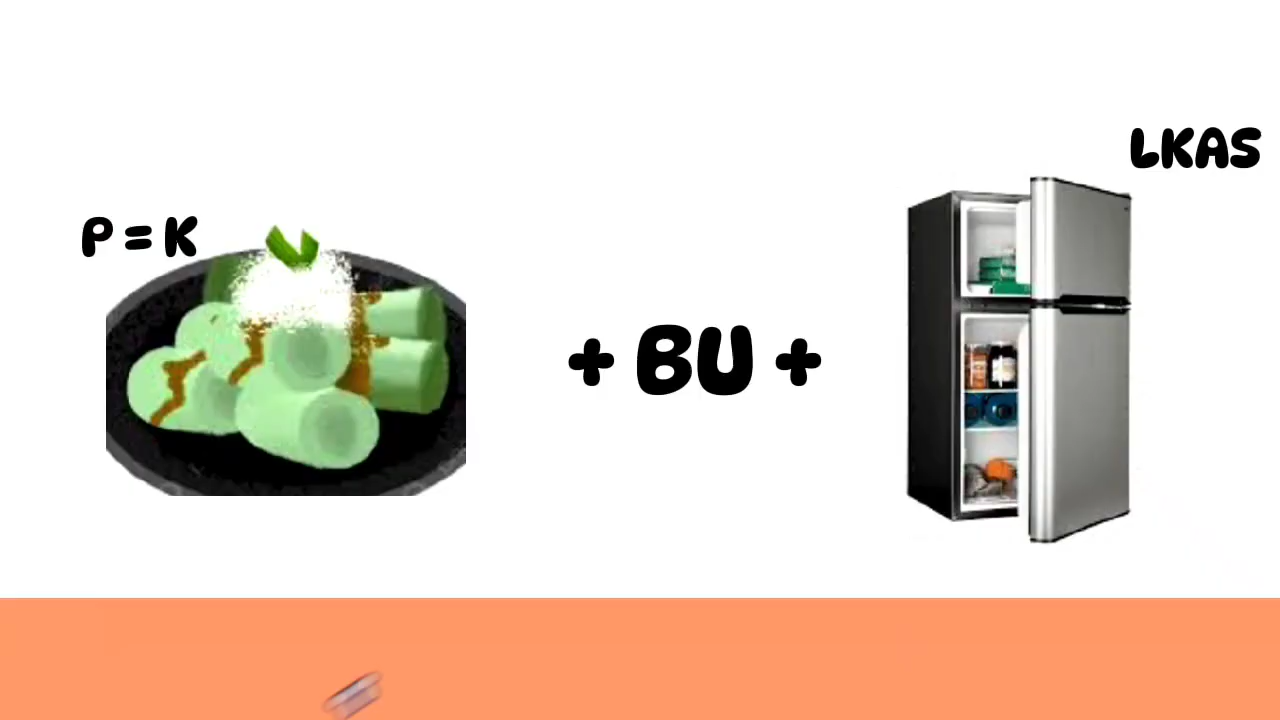 LKAS
P = K
+ BU +